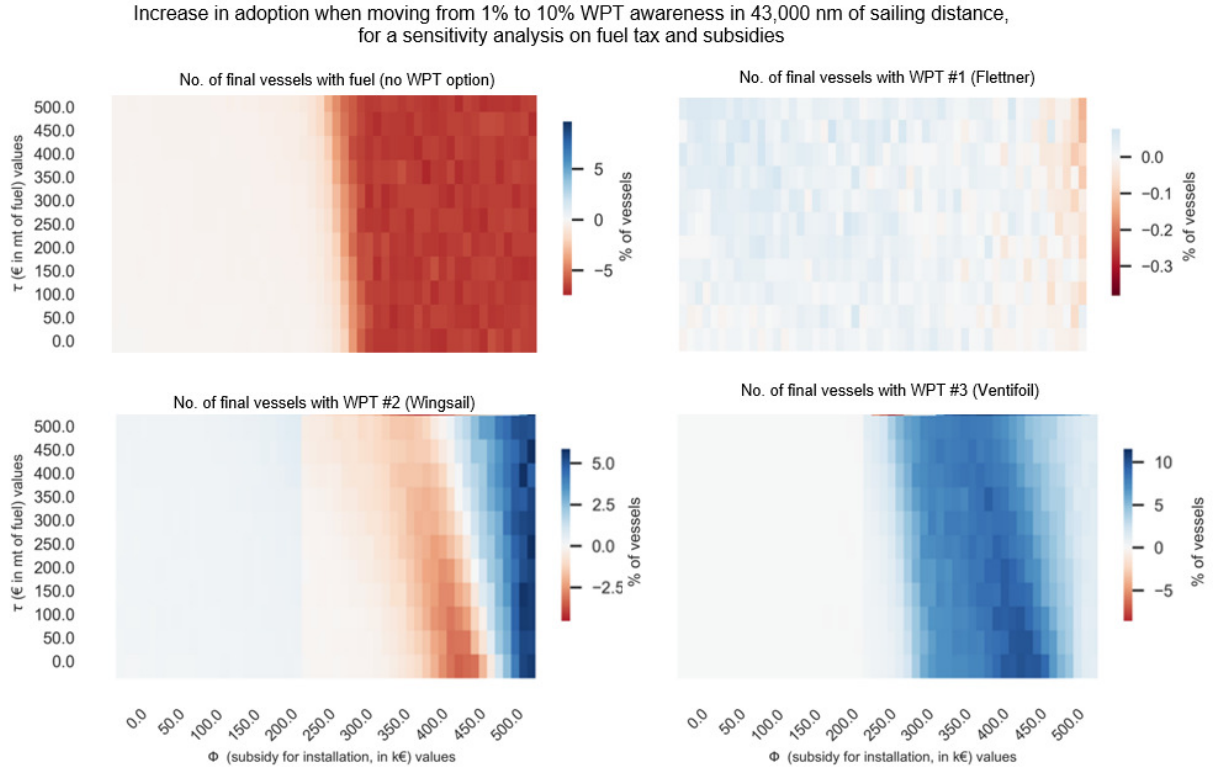 Increase in adoption when moving from 1% to 10% WPT awareness in 43,000 nm of sailing distance,
for a sensitivity analysis on fuel tax and subsidies
No. of final vessels with fuel (no WPT option)
τ (€ in mt of fuel) values
500.0
450.0
400.0
350.0
300.0
250.0
200.0
150.0
100.0
50.0
0.0
5
0
−5
% of vessels
No. of final vessels with WPT #1 (Flettner)
0.0
−0.1
−0.2
−0.3
% of vessels
No. of final vessels with WPT #2 (Wingsail)
τ (€ in mt of fuel) values
500.0
450.0
400.0
350.0
300.0
250.0
200.0
150.0
100.0
50.0
0.0
5.0
2.5
0.0
−2.5
% of vessels
0.0 50.0 100.0 150.0 200.0 250.0 300.0 350.0 400.0 450.0 500.0
Φ (subsidy for installation, in k€) values
No. of final vessels with WPT #3 (Ventifoil)
10
5
0
−5
% of vessels
0.0 50.0 100.0 150.0 200.0 250.0 300.0 350.0 400.0 450.0 500.0
Φ (subsidy for installation, in k€) values